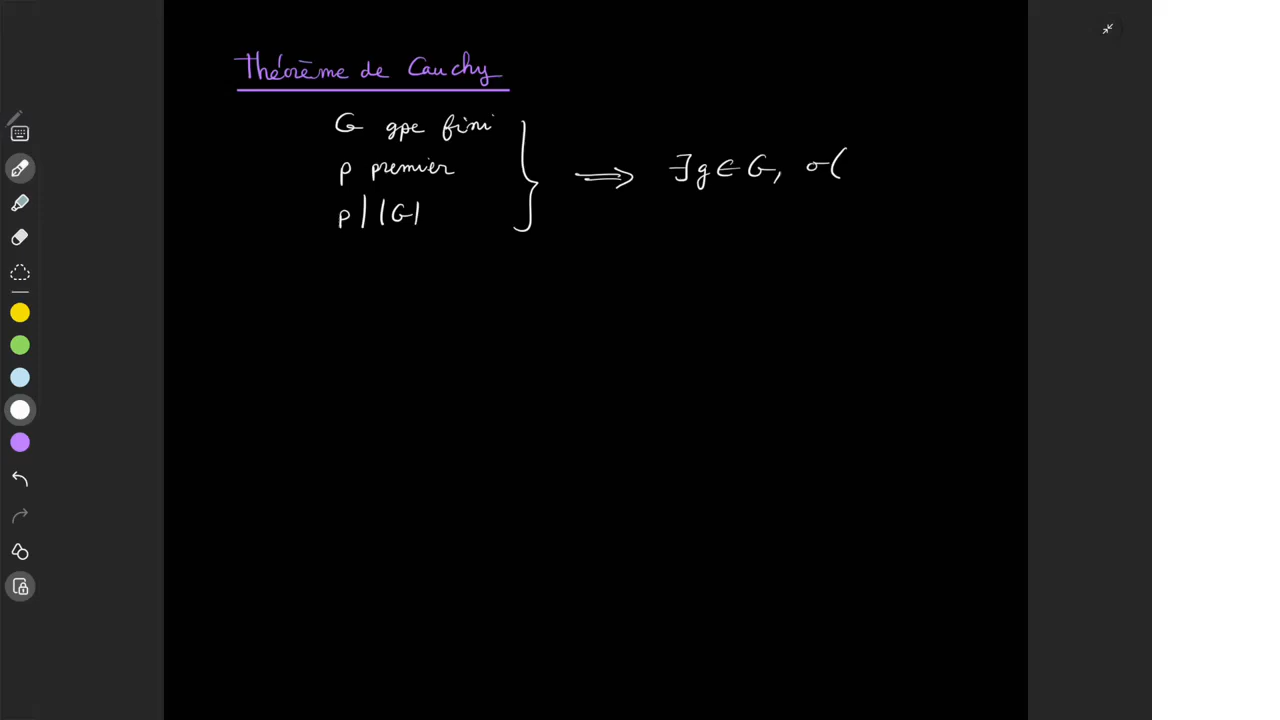 Théorème de Cauchy
G gpe fini
p premier
p | |G|
⟹ ∃ g ∈ G, o(